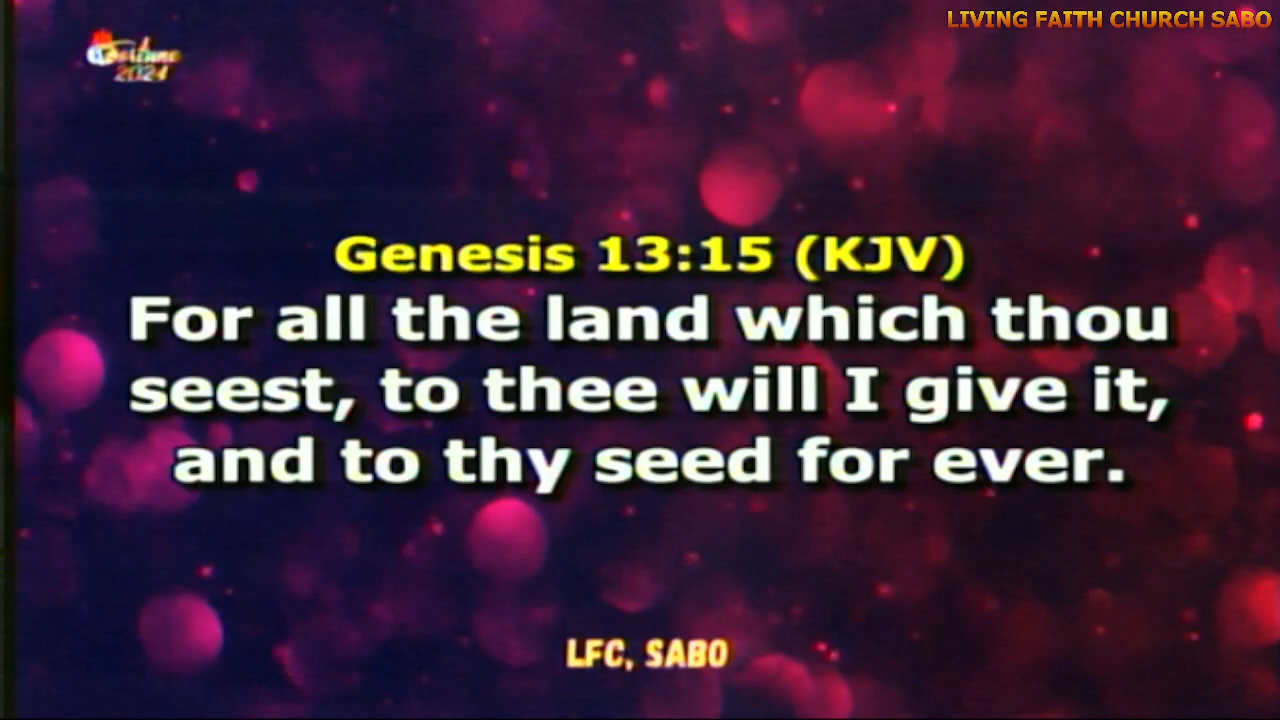 LIVING FAITH CHURCH SABO
2024
Genesis 13:15 (KJV)
For all the land which thou
seest, to thee will I give it,
and to thy seed for ever.
LFC, SABO